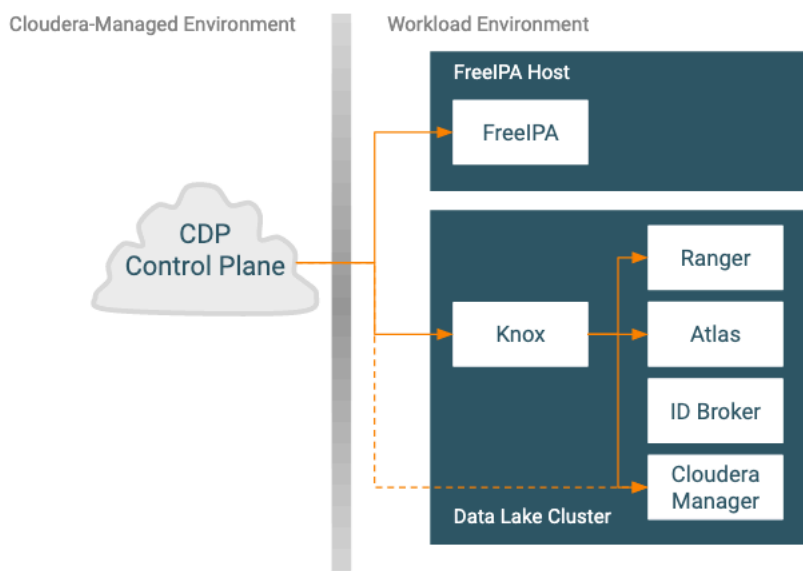 Cloudera-Managed Environment
Workload Environment
FreeIPA Host
FreeIPA
CDP
Control Plane
Ranger
Knox
Atlas
ID Broker
Cloudera
Manager
Data Lake Cluster